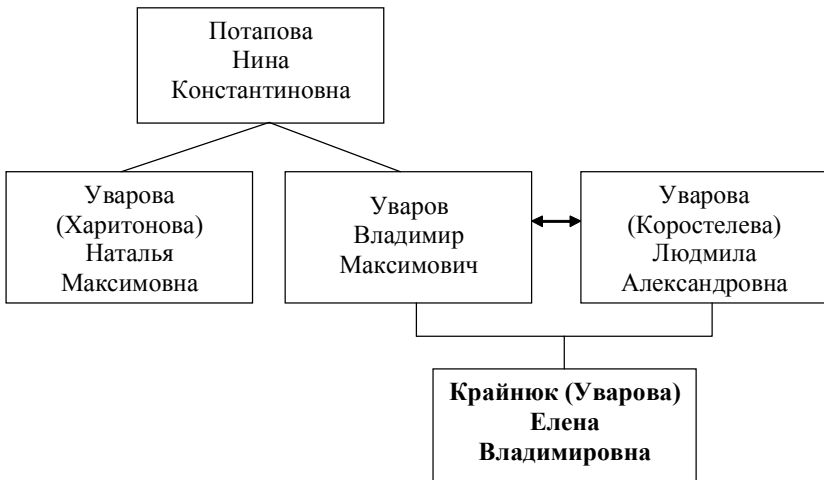 Потапова
Нина
Константиновна
Уварова
(Харитонова)
Наталья
Максимовна
Уваров
Владимир
Максимович
Уварова
(Коростелева)
Людмила
Александровна
Крайнюк (Уварова)
Елена
Владимировна